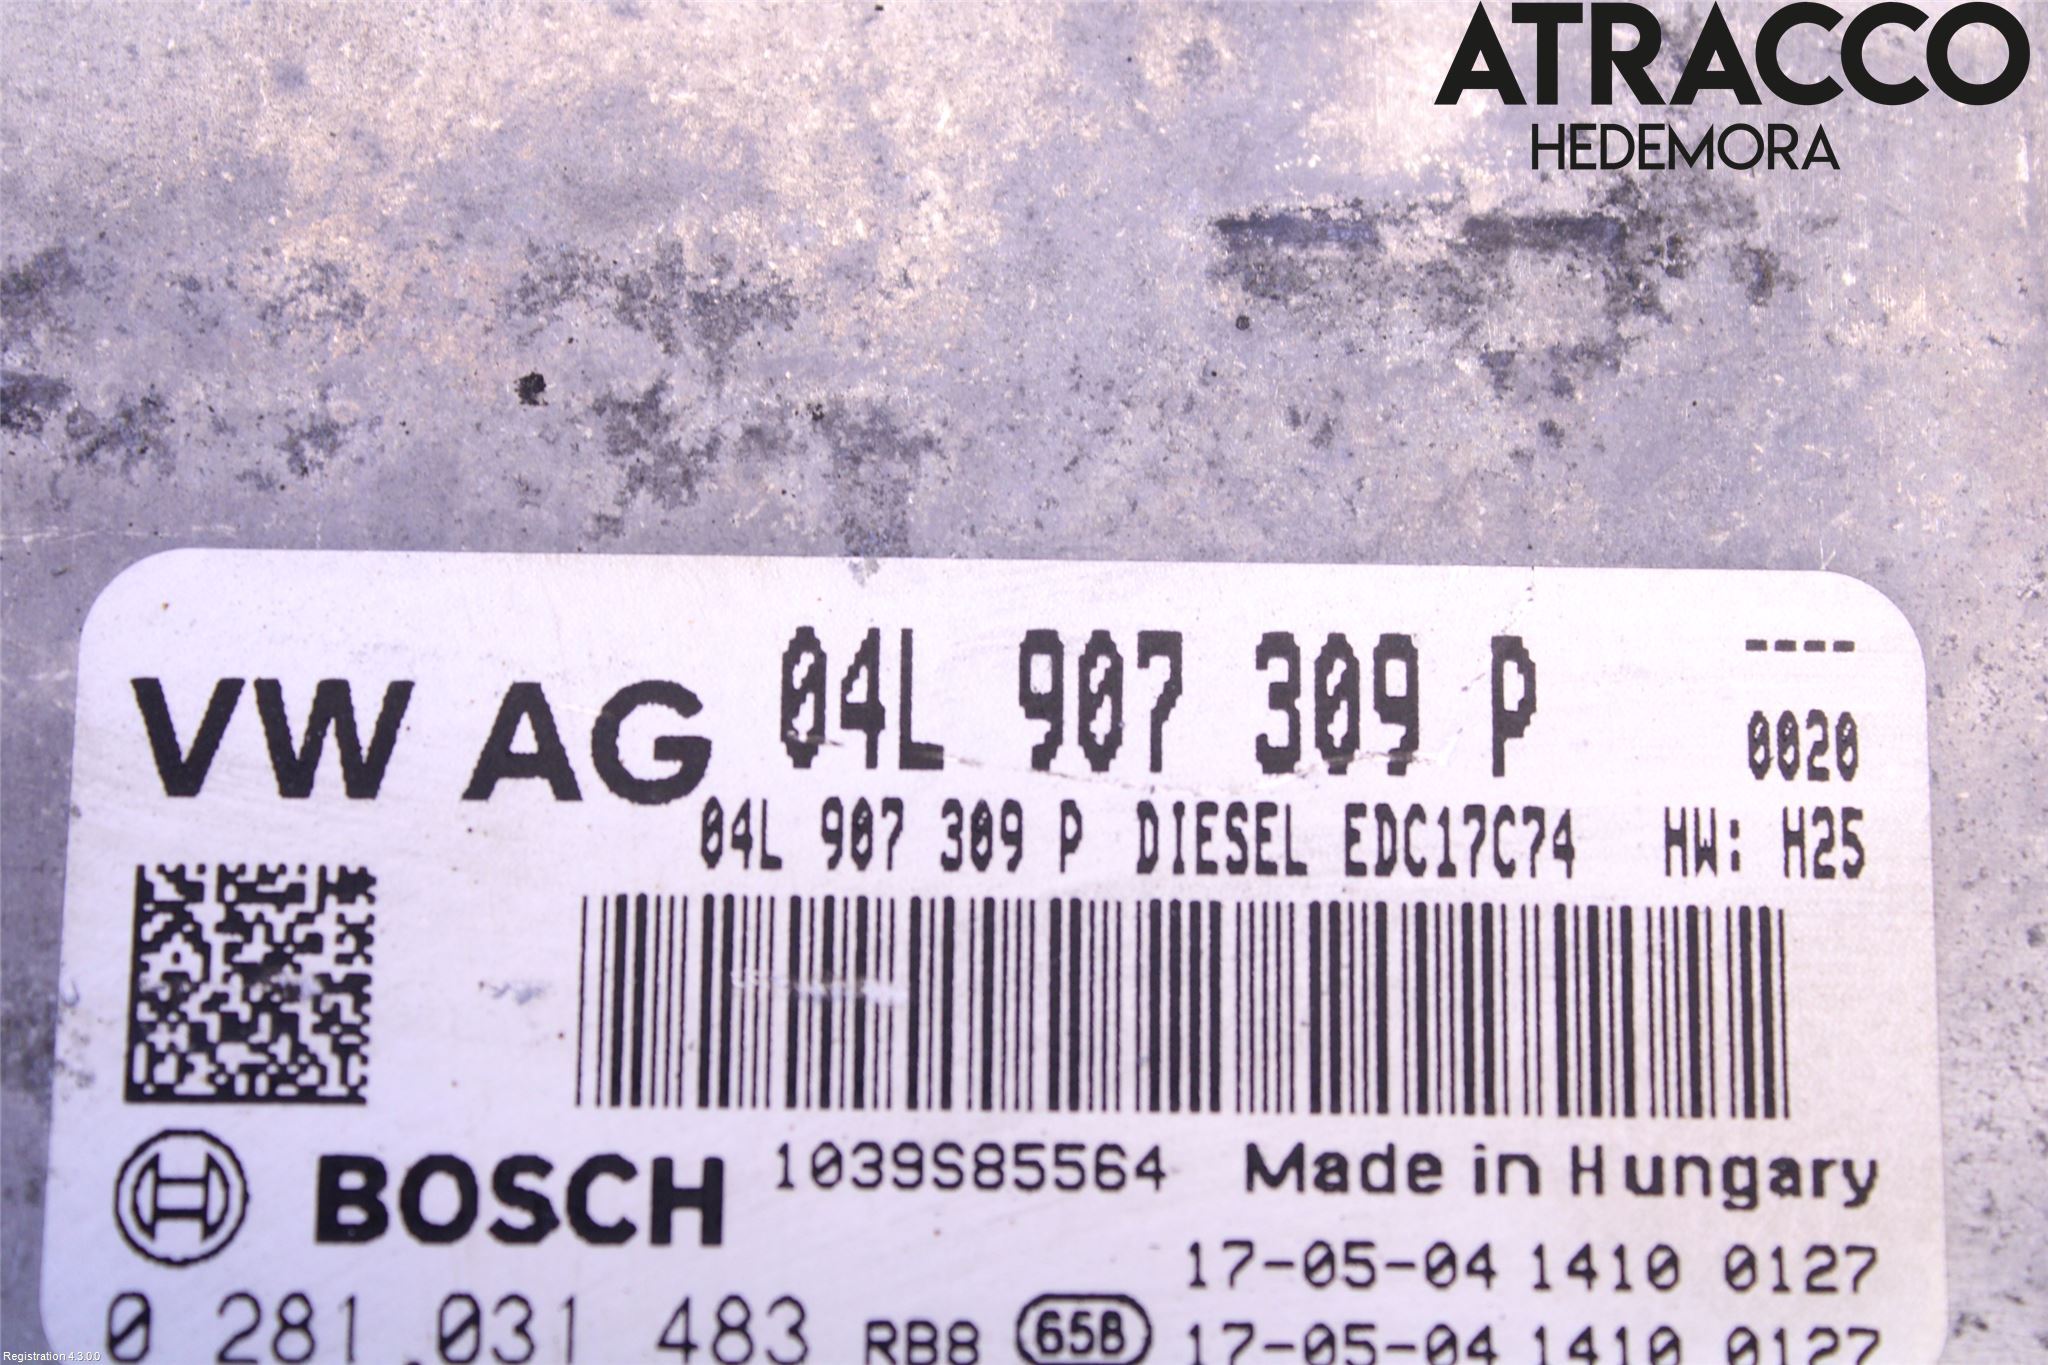 ATRACCO
HEDEMORA
VW AG 04L 907 309 P ----
0020
04L 907 309 P DIESEL EDC17C74 HW: H25
BOSCH 1039S85564 Made in Hungary
17-05-04 1410 0127
0 281 031 483 RB8 65B 17-05-04 1410 0127
Registration 4.3.0.0